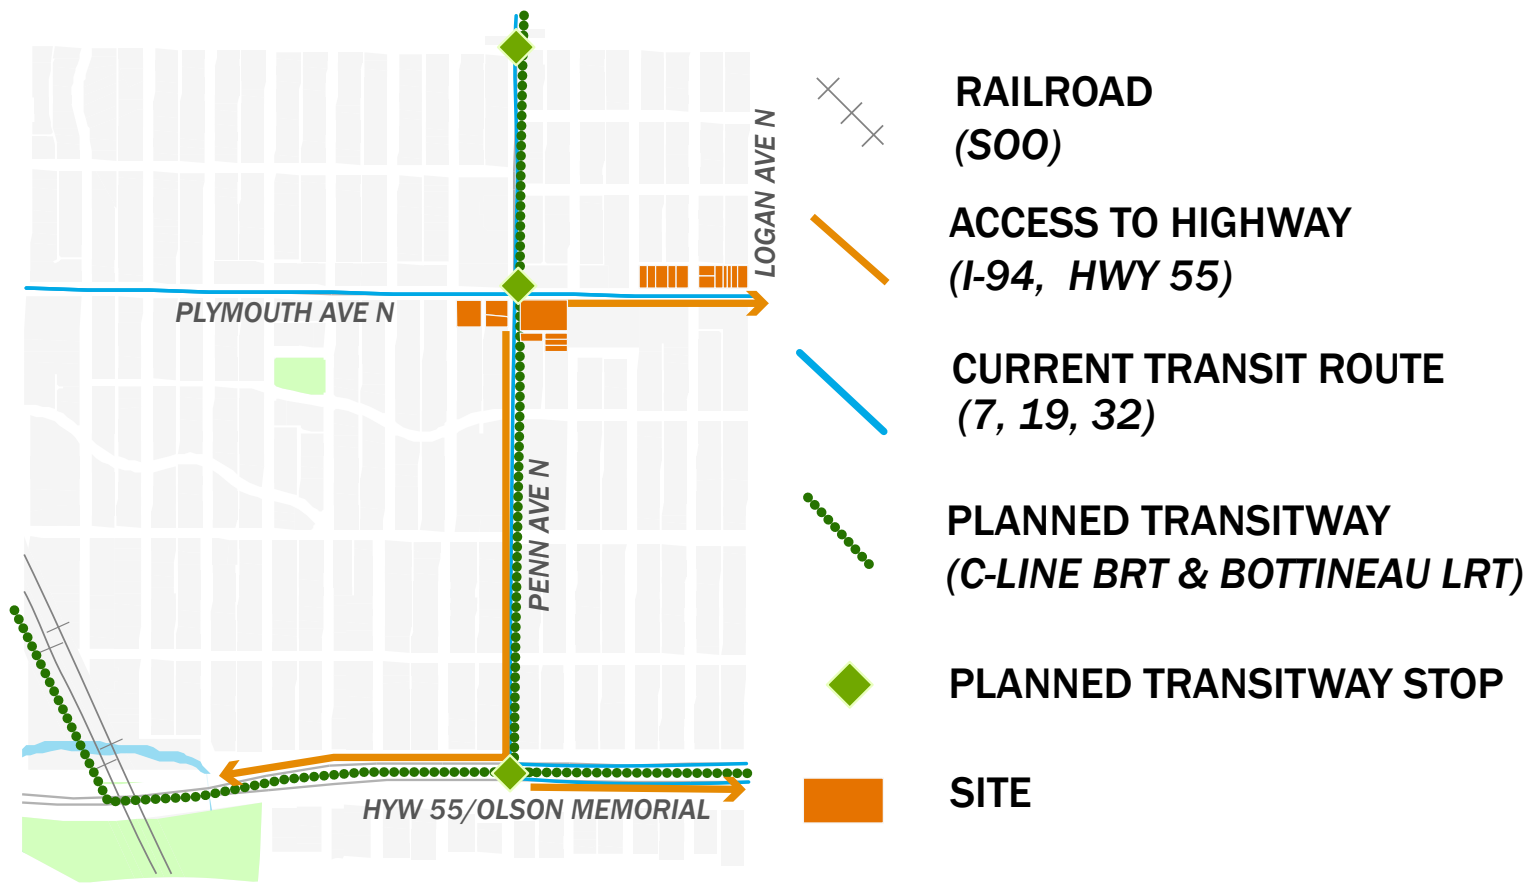 LOGAN AVE N
PLYMOUTH AVE N
PENN AVE N
HYW 55/OLSON MEMORIAL
RAILROAD
(SOO)
ACCESS TO HIGHWAY
(I-94, HWY 55)
CURRENT TRANSIT ROUTE
(7, 19, 32)
PLANNED TRANSITWAY
(C-LINE BRT & BOTTINEAU LRT)
PLANNED TRANSITWAY STOP
SITE